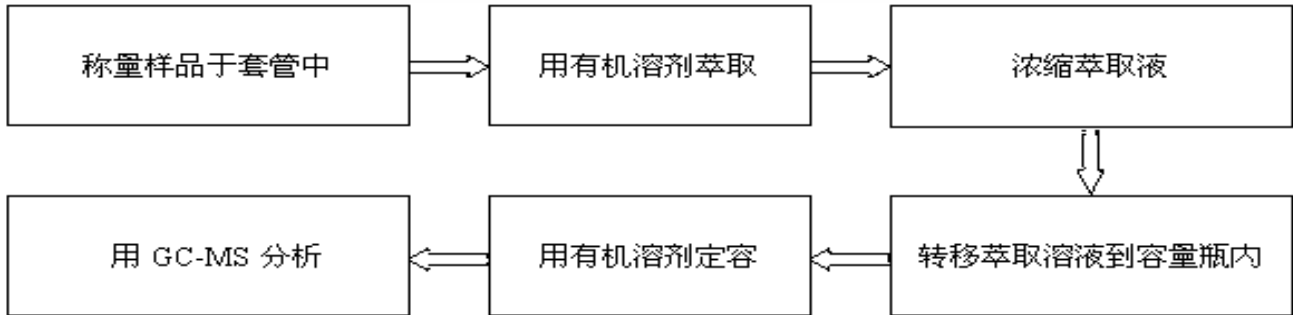 称量样品于套管中
用有机溶剂萃取
浓缩萃取液
转移萃取溶液到容量瓶内
用有机溶剂定容
用 GC-MS 分析